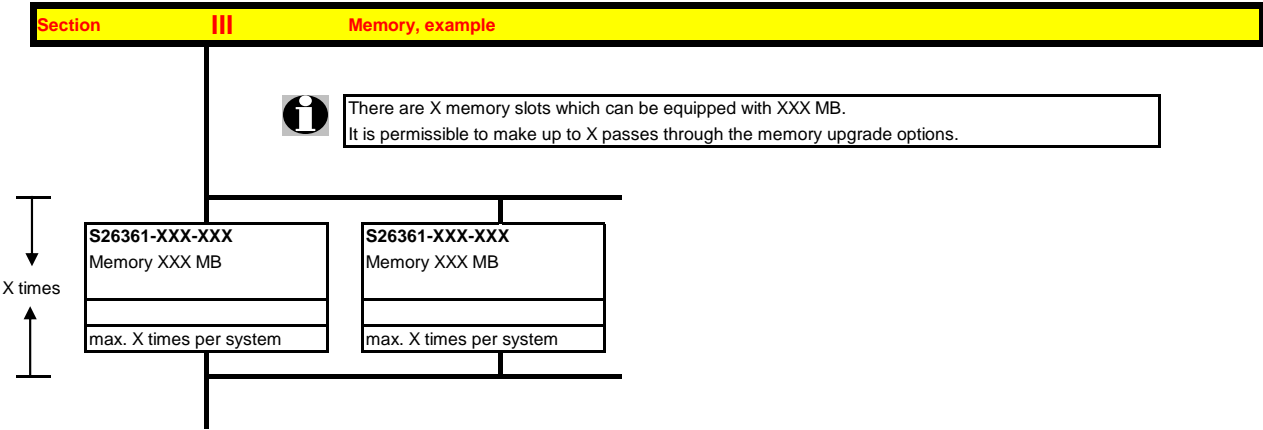 Section III Memory, example
There are X memory slots which can be equipped with XXX MB.
It is permissible to make up to X passes through the memory upgrade options.
S26361-XXX-XXX
Memory XXX MB
max. X times per system
S26361-XXX-XXX
Memory XXX MB
max. X times per system
X times